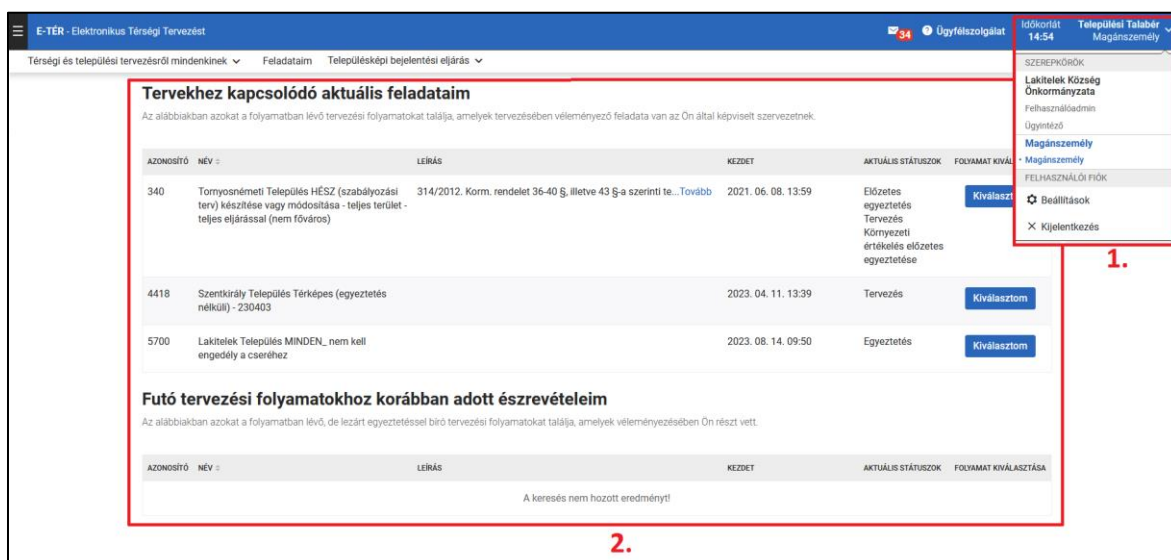 E-TÉR - Elektronikus Térségi Tervezést
34
Ügyfélszolgálat
Időkorlát
14:54
Települési Talabér
Magánszemély
Térségi és települési tervezésről mindenkinek
Feladataim
Településképi bejelentési eljárás
SZEREPKÖRÖK
Lakitelek Község
Önkormányzata
Felhasználóadmin
Ügyintéző
Magánszemély
• Magánszemély
FELHASZNÁLÓI FIÓK
Beállítások
Kijelentkezés
1.
Tervekhez kapcsolódó aktuális feladataim
Az alábbiakban azokat a folyamatban lévő tervezési folyamatokat találja, amelyek tervezésében véleményező feladata van az Ön által képviselt szervezetnek.
AZONOSÍTÓ NÉV LEÍRÁS KEZDET AKTUÁLIS STÁTUSZOK FOLYAMAT KIVÁL
340 Tornyosnémeti Település HÉSZ (szabályozási 314/2012. Korm. rendelet 36-40 §, illetve 43 §-a szerinti te...Tovább 2021. 06. 08. 13:59 Előzetes Kiválaszt
terv) készítése vagy módosítása - teljes terület - egyeztetés
teljes eljárással (nem főváros) Tervezés
Környezeti
értékelés előzetes
egyeztetése
4418 Szentkirály Település Térképes (egyeztetés 2023. 04. 11. 13:39 Tervezés Kiválasztom
nélküli) - 230403
5700 Lakitelek Település MINDEN_ nem kell 2023. 08. 14. 09:50 Egyeztetés Kiválasztom
engedély a cseréhez
Futó tervezési folyamatokhoz korábban adott észrevételeim
Az alábbiakban azokat a folyamatban lévő, de lezárt egyeztetéssel bíró tervezési folyamatokat találja, amelyek véleményezésében Ön részt vett.
AZONOSÍTÓ NÉV LEÍRÁS KEZDET AKTUÁLIS STÁTUSZOK FOLYAMAT KIVÁLASZTÁSA
A keresés nem hozott eredményt!
2.